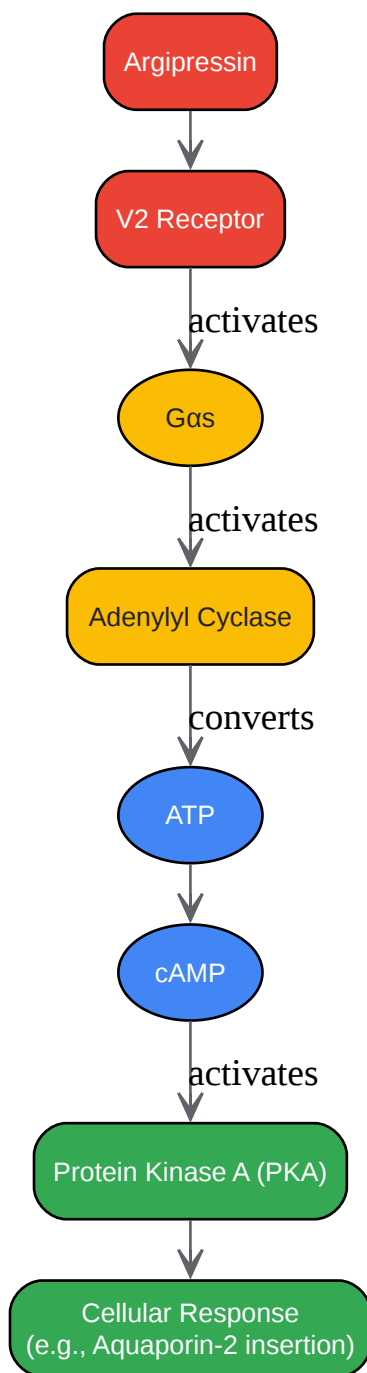 Argipressin
V2 Receptor
activates
Gαs
activates
Adenylyl Cyclase
converts
ATP
cAMP
activates
Protein Kinase A (PKA)
Cellular Response
(e.g., Aquaporin-2 insertion)